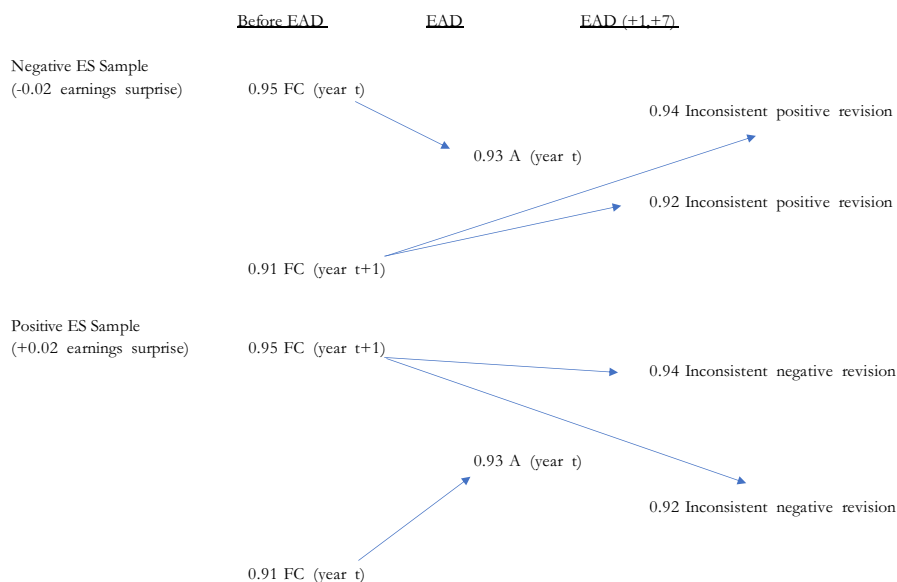 Before EAD EAD EAD (+1,+7)
Negative ES Sample
(-0.02 earnings surprise) 0.95 FC (year t)
0.94 Inconsistent positive revision
0.93 A (year t)
0.92 Inconsistent positive revision
0.91 FC (year t+1)
Positive ES Sample
(+0.02 earnings surprise) 0.95 FC (year t+1)
0.94 Inconsistent negative revision
0.93 A (year t)
0.92 Inconsistent negative revision
0.91 FC (year t)